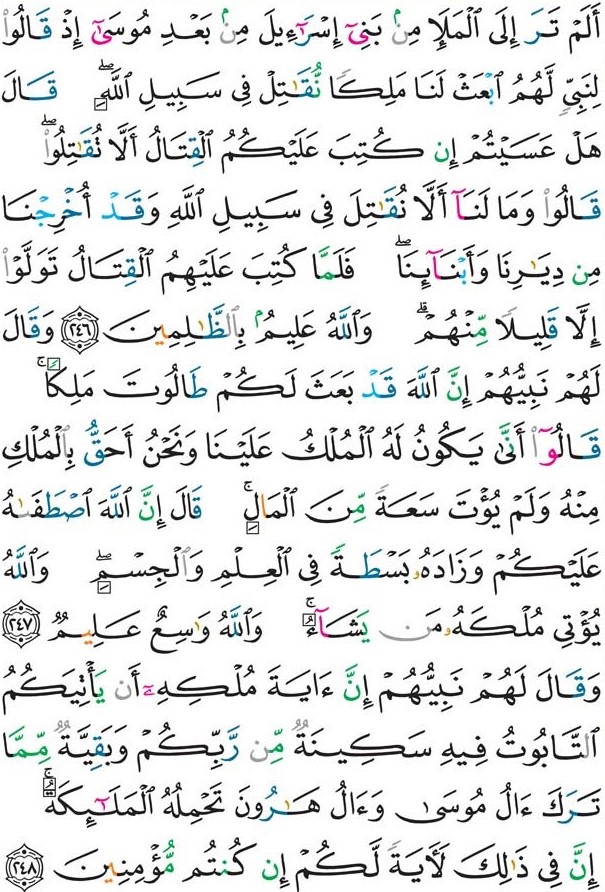 أَلَمْ تَرَ إِلَى ٱلْمَلَإِ مِنۢ بَنِىٓ إِسْرَٰٓءِيلَ مِنۢ بَعْدِ مُوسَىٰٓ إِذْ قَالُوا۟
لِنَبِىٍّ لَّهُمُ ٱبْعَثْ لَنَا مَلِكًا نُّقَٰتِلْ فِى سَبِيلِ ٱللَّهِ ۖ قَالَ
هَلْ عَسَيْتُمْ إِن كُتِبَ عَلَيْكُمُ ٱلْقِتَالُ أَلَّا تُقَٰتِلُوا۟ ۖ
قَالُوا۟ وَمَا لَنَآ أَلَّا نُقَٰتِلَ فِى سَبِيلِ ٱللَّهِ وَقَدْ أُخْرِجْنَا
مِن دِيَٰرِنَا وَأَبْنَآئِنَا ۖ فَلَمَّا كُتِبَ عَلَيْهِمُ ٱلْقِتَالُ تَوَلَّوْا۟
إِلَّا قَلِيلًا مِّنْهُمْ ۗ وَٱللَّهُ عَلِيمٌۢ بِٱلظَّٰلِمِينَ ٢٤٦ وَقَالَ
لَهُمْ نَبِيُّهُمْ إِنَّ ٱللَّهَ قَدْ بَعَثَ لَكُمْ طَالُوتَ مَلِكًا ۚ
قَالُوٓا۟ أَنَّىٰ يَكُونُ لَهُ ٱلْمُلْكُ عَلَيْنَا وَنَحْنُ أَحَقُّ بِٱلْمُلْكِ
مِنْهُ وَلَمْ يُؤْتَ سَعَةً مِّنَ ٱلْمَالِ ۚ قَالَ إِنَّ ٱللَّهَ ٱصْطَفَىٰهُ
عَلَيْكُمْ وَزَادَهُۥ بَسْطَةً فِى ٱلْعِلْمِ وَٱلْجِسْمِ ۖ وَٱللَّهُ
يُؤْتِى مُلْكَهُۥ مَن يَشَآءُ ۚ وَٱللَّهُ وَٰسِعٌ عَلِيمٌ ٢٤٧
وَقَالَ لَهُمْ نَبِيُّهُمْ إِنَّ ءَايَةَ مُلْكِهِۦٓ أَن يَأْتِيَكُمُ
ٱلتَّابُوتُ فِيهِ سَكِينَةٌ مِّن رَّبِّكُمْ وَبَقِيَّةٌ مِّمَّا
تَرَكَ ءَالُ مُوسَىٰ وَءَالُ هَٰرُونَ تَحْمِلُهُ ٱلْمَلَٰٓئِكَةُ ۚ
إِنَّ فِى ذَٰلِكَ لَءَايَةً لَّكُمْ إِن كُنتُم مُّؤْمِنِينَ ٢٤٨